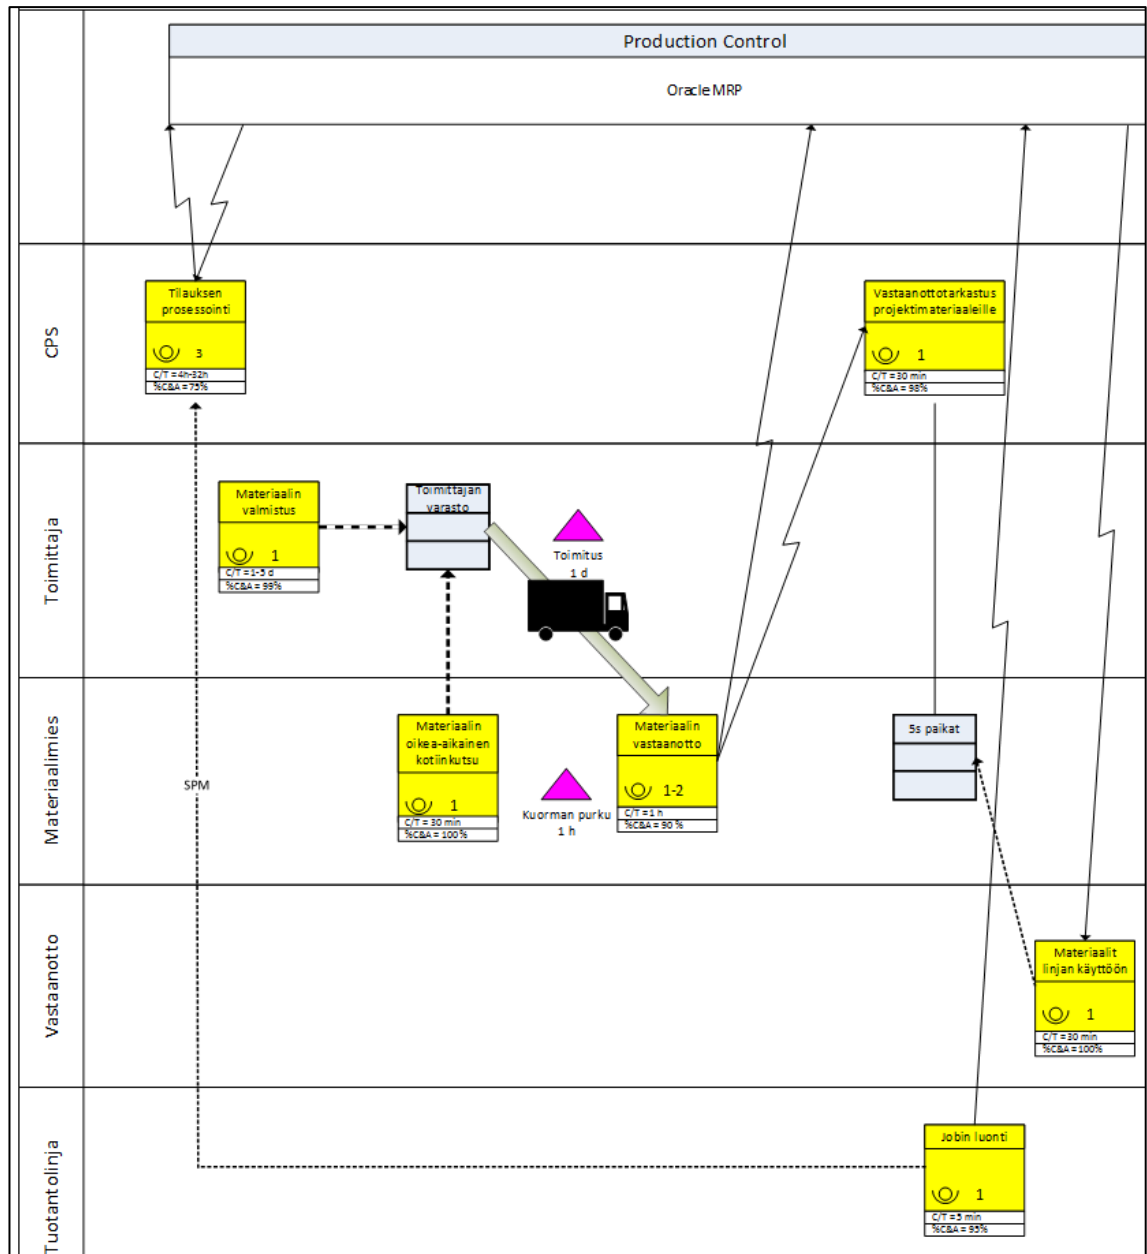 Production Control
Oracle MRP
CPS
Tilauksen
prosessointi
3
C/T = 4h-32h
%C&A = 75%
Vastaanottotarkastus
projektimateriaaleille
1
C/T = 30 min
%C&A = 98%
Toimittaja
Materiaalin
valmistus
1
C/T = 1-5 d
%C&A = 99%
Toimittajan
varasto
Toimitus
1 d
Materiaalimies
SPM
Materiaalin
oikea-aikainen
kotiinkutsu
1
C/T = 30 min
%C&A = 100%
Kuorman purku
1 h
Materiaalin
vastaanotto
1-2
C/T = 1 h
%C&A = 90 %
5s paikat
Vastaanotto
Materiaalit
linjan käyttöön
1
C/T = 30 min
%C&A = 100%
Tuotantolinja
Jobin luonti
1
C/T = 5 min
%C&A = 95%